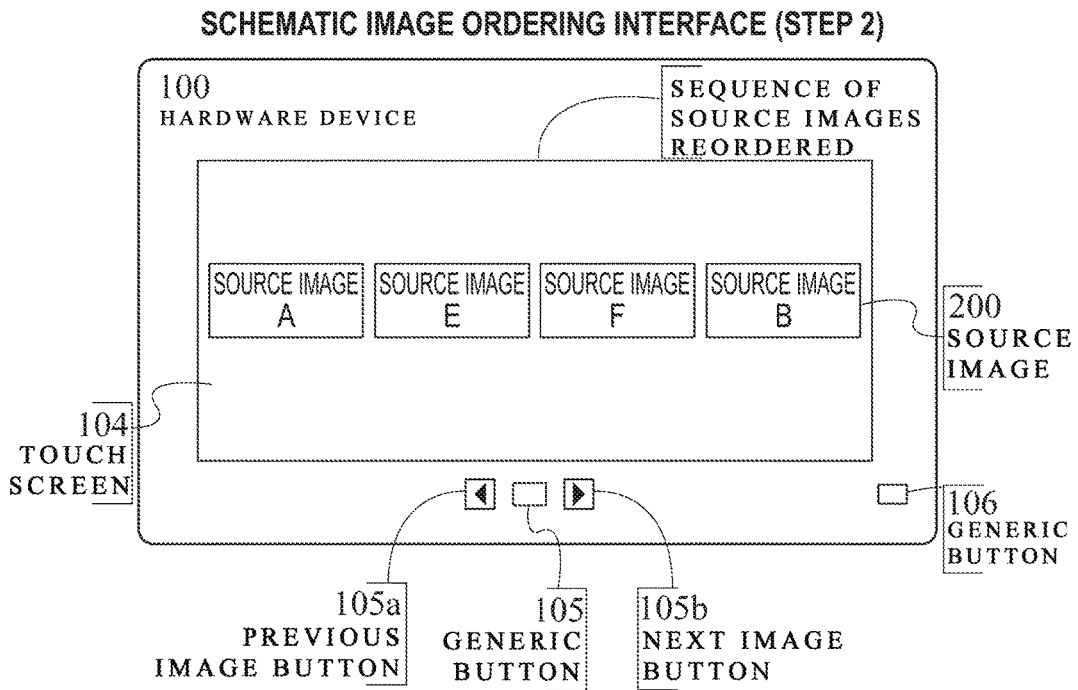 SCHEMATIC IMAGE ORDERING INTERFACE (STEP 2)
100
HARDWARE DEVICE
SEQUENCE OF
SOURCE IMAGES
REORDERED
SOURCE IMAGE
A
SOURCE IMAGE
E
SOURCE IMAGE
F
SOURCE IMAGE
B
200
SOURCE
IMAGE
104
TOUCH
SCREEN
106
GENERIC
BUTTON
105a
PREVIOUS
IMAGE BUTTON
105
GENERIC
BUTTON
105b
NEXT IMAGE
BUTTON